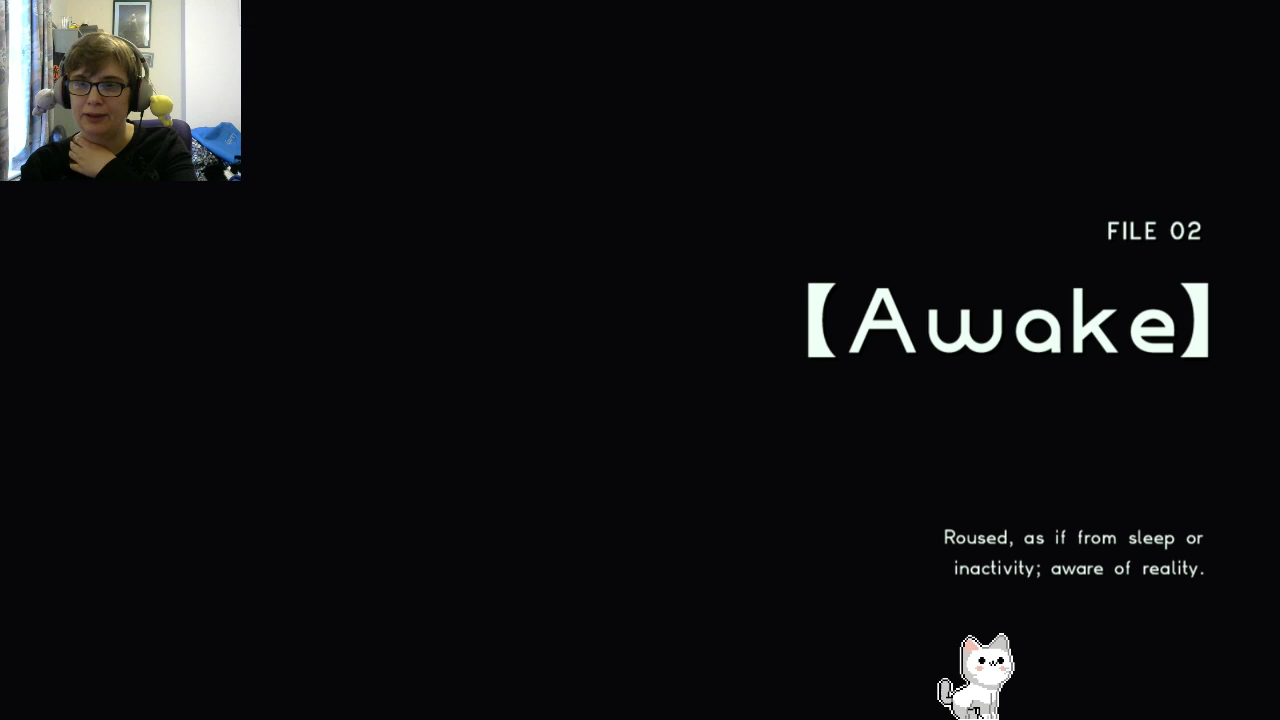 FILE 02
【Awake】
Roused, as if from sleep or
inactivity; aware of reality.